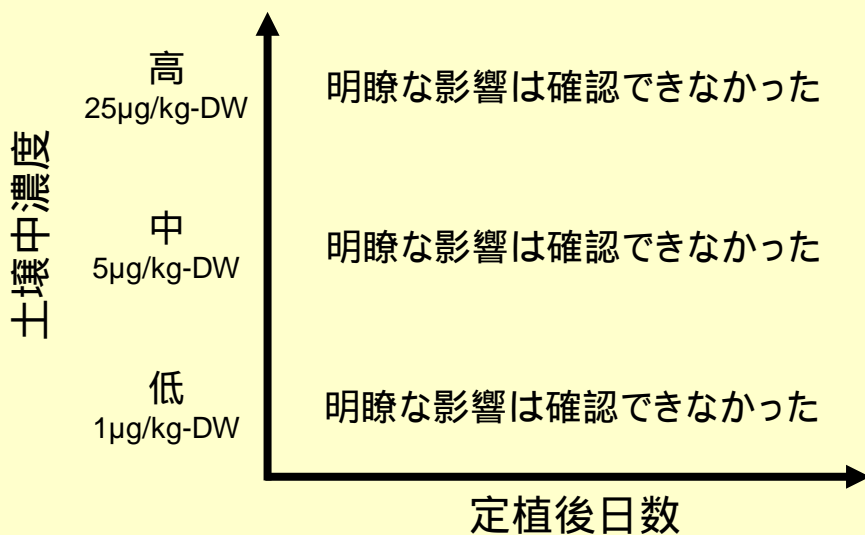 土壌中濃度
高
25µg/kg-DW
明瞭な影響は確認できなかった
中
5µg/kg-DW
明瞭な影響は確認できなかった
低
1µg/kg-DW
明瞭な影響は確認できなかった
定植後日数